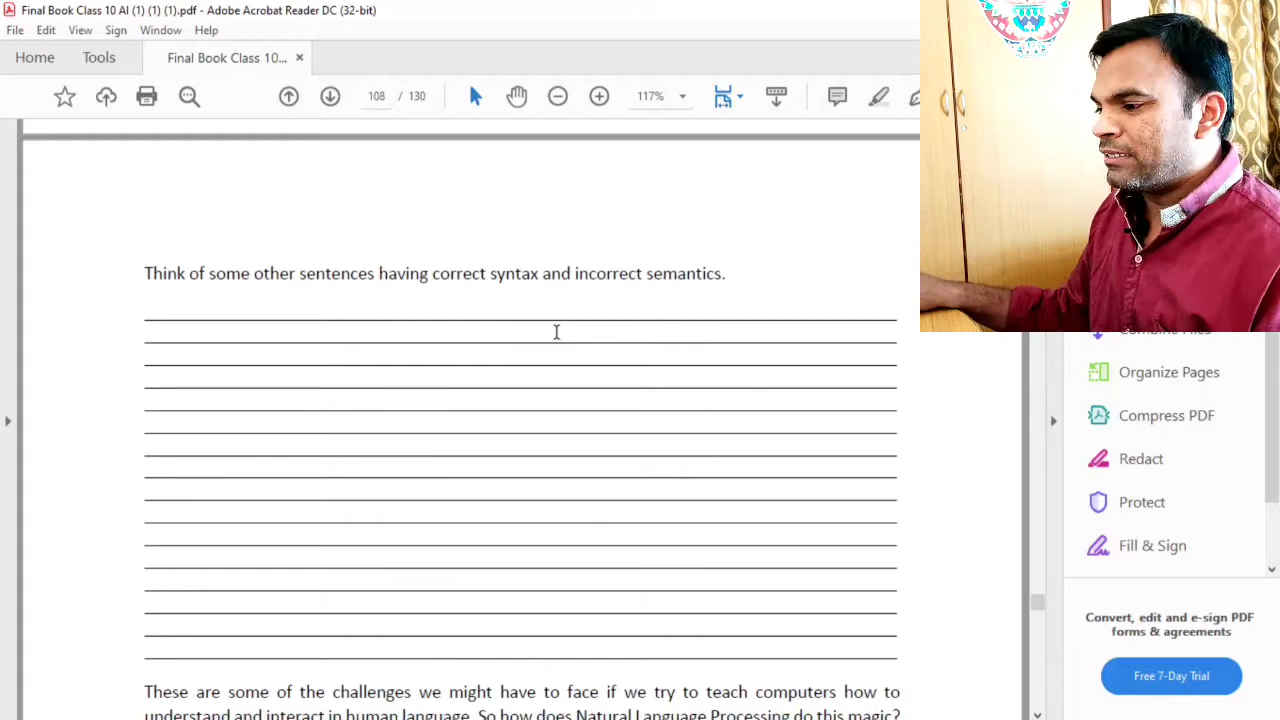 Final Book Class 10 AI (1) (1) (1).pdf - Adobe Acrobat Reader DC (32-bit)
File Edit View Sign Window Help
Home Tools Final Book Class 10... ×
108 / 130 117%
Think of some other sentences having correct syntax and incorrect semantics.
Organize Pages
Compress PDF
Redact
Protect
Fill & Sign
Convert, edit and e-sign PDF
forms & agreements
Free 7-Day Trial
These are some of the challenges we might have to face if we try to teach computers how to
understand and interact in human language. So how does Natural Language Processing do this magic?